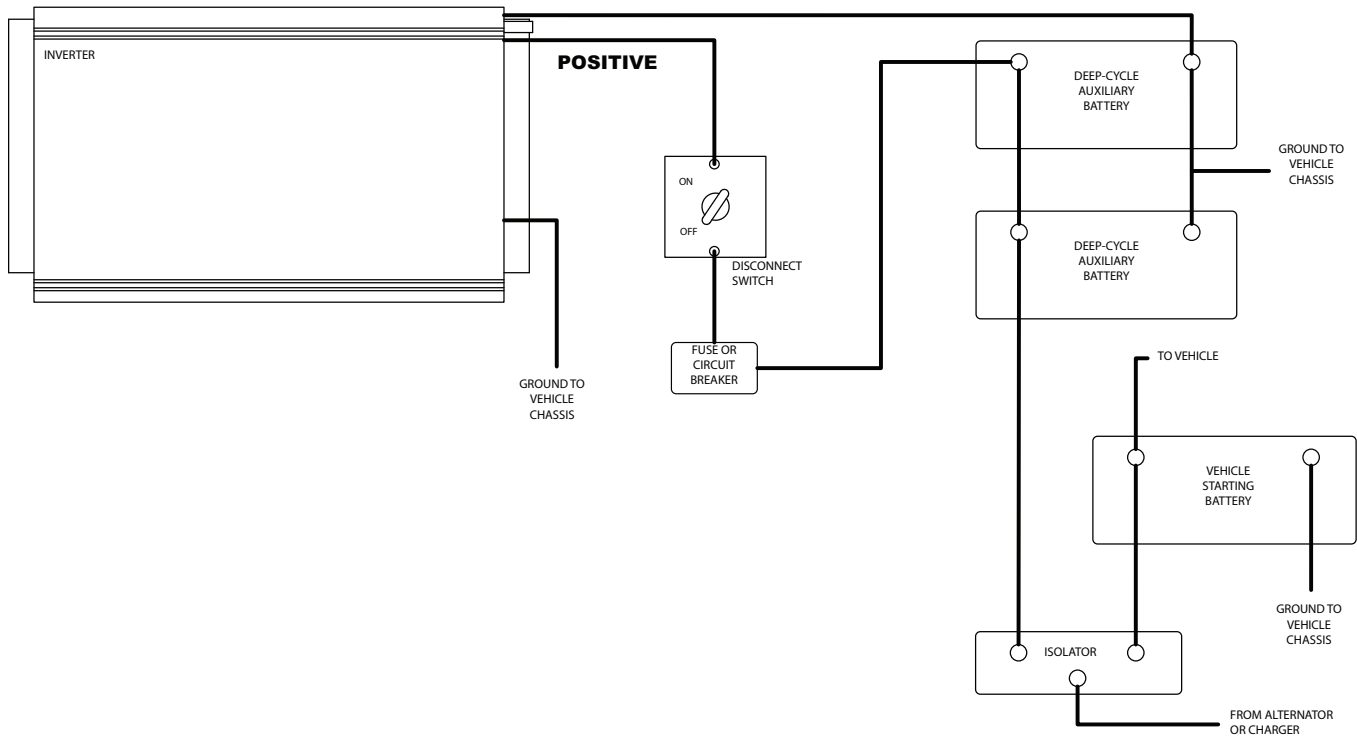 INVERTER
POSITIVE
DEEP-CYCLE
AUXILIARY
BATTERY
GROUND TO
VEHICLE
CHASSIS
ON
OFF
DISCONNECT
SWITCH
DEEP-CYCLE
AUXILIARY
BATTERY
FUSE OR
CIRCUIT
BREAKER
GROUND TO
VEHICLE
CHASSIS
TO VEHICLE
VEHICLE
STARTING
BATTERY
GROUND TO
VEHICLE
CHASSIS
ISOLATOR
FROM ALTERNATOR
OR CHARGER